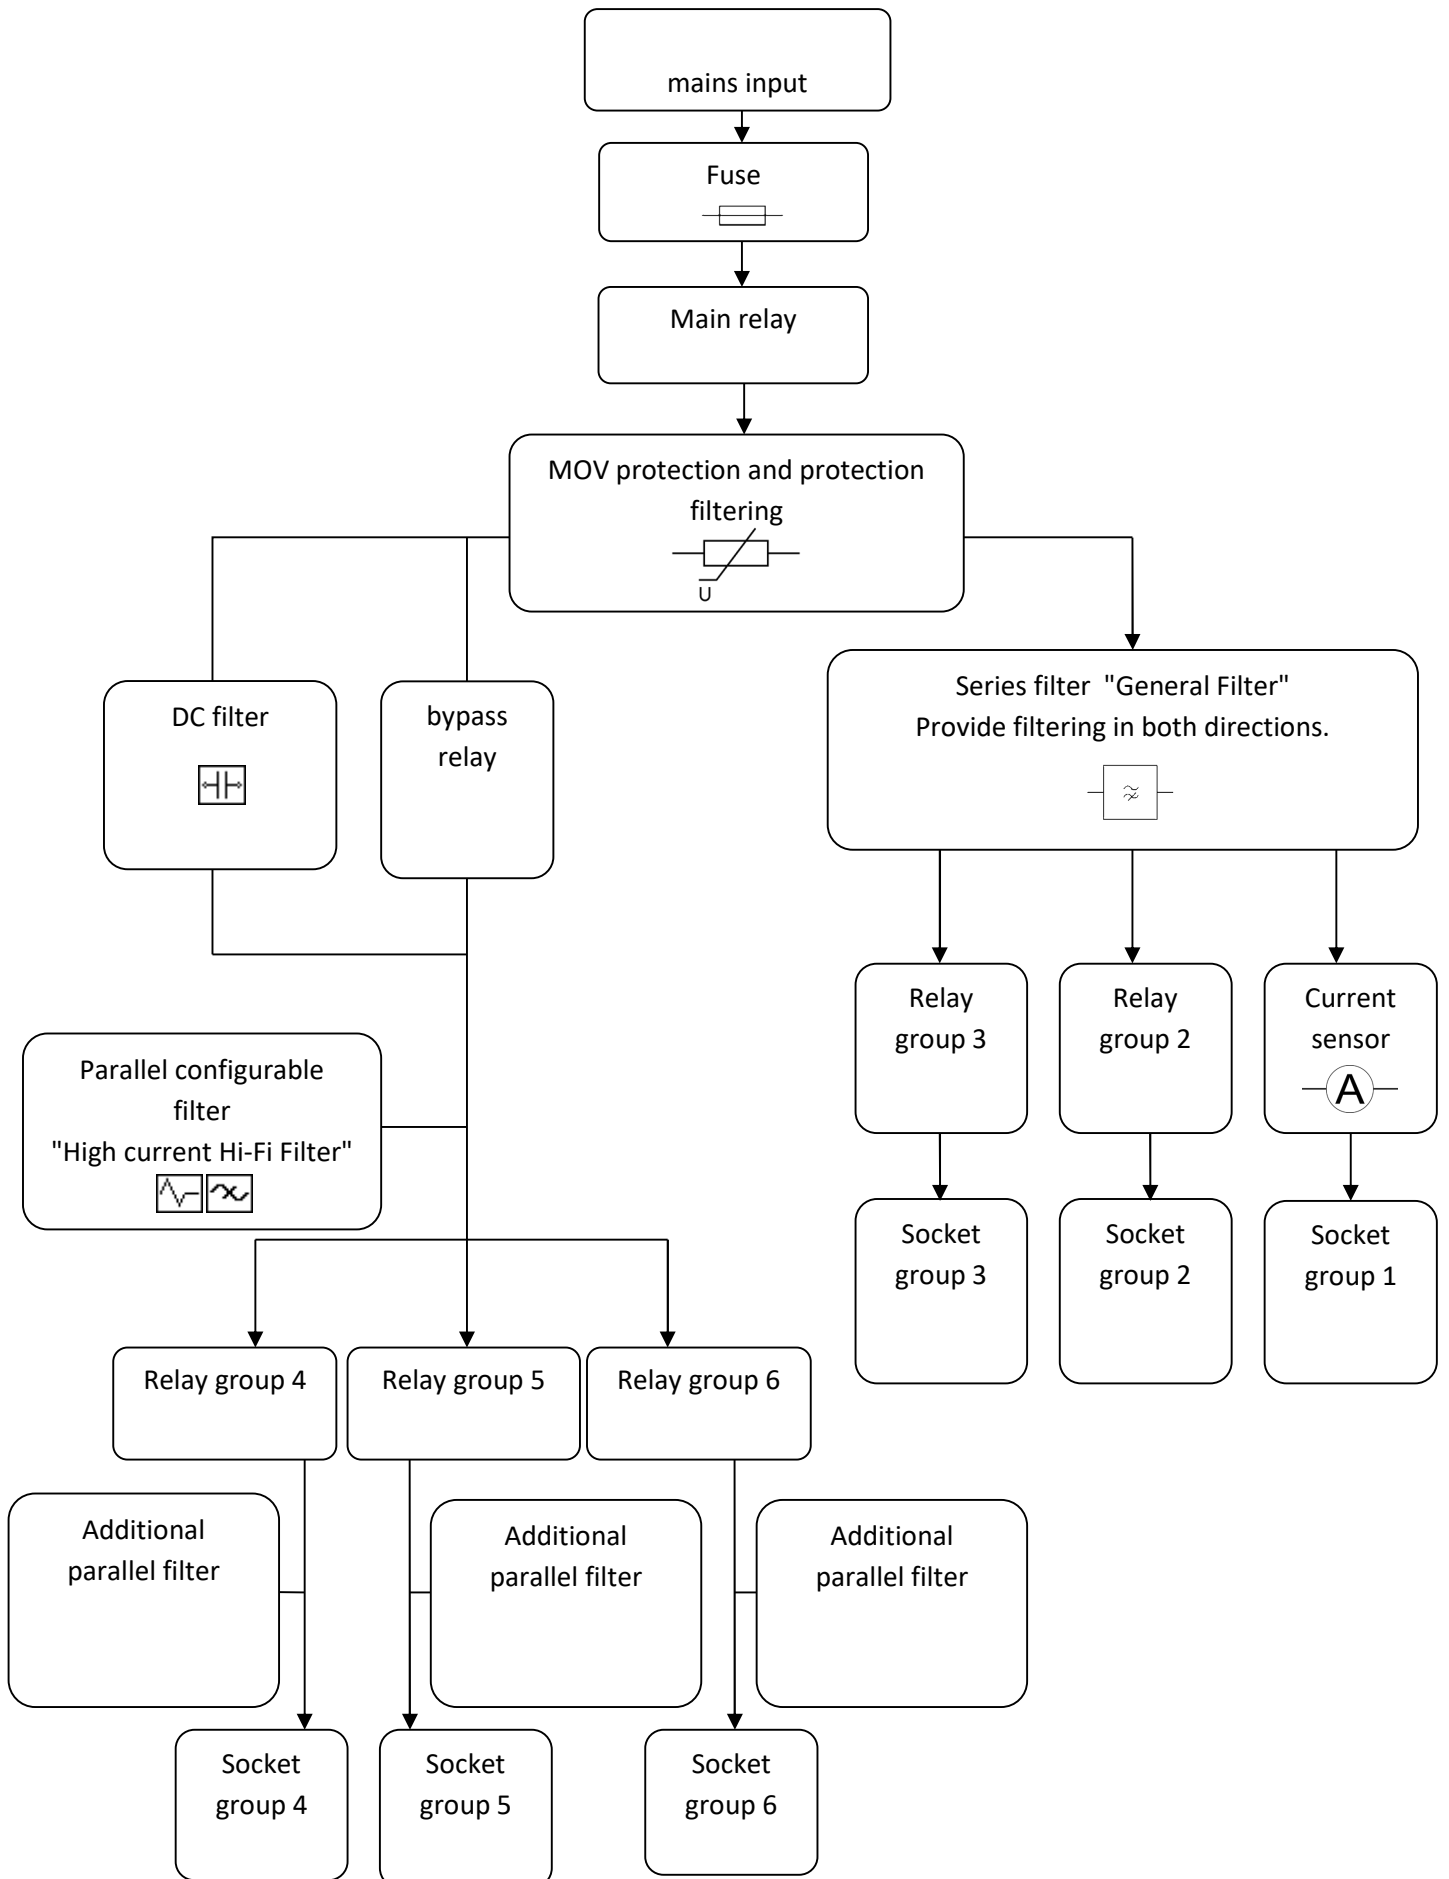 mains input
Fuse
Main relay
MOV protection and protection
filtering
U
DC filter
bypass
relay
Series filter "General Filter"
Provide filtering in both directions.
Relay
group 3
Relay
group 2
Current
sensor
A
Parallel configurable
filter
"High current Hi-Fi Filter"
Socket
group 3
Socket
group 2
Socket
group 1
Relay group 4
Relay group 5
Relay group 6
Additional
parallel filter
Additional
parallel filter
Additional
parallel filter
Socket
group 4
Socket
group 5
Socket
group 6